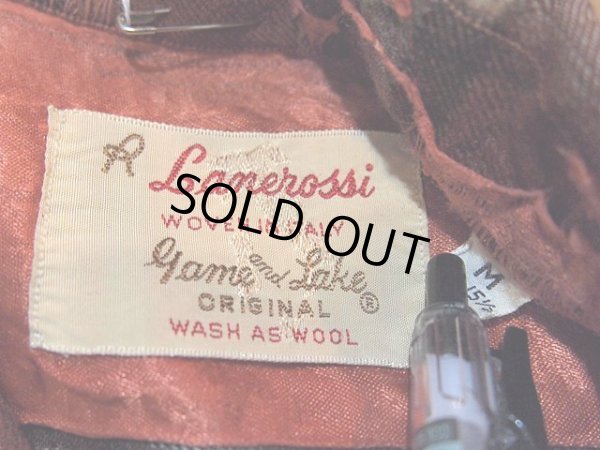 A Lanerossi
WOVEN IN ITALY
Game and Lake ®
ORIGINAL
WASH AS WOOL
SOLD OUT
M
15½